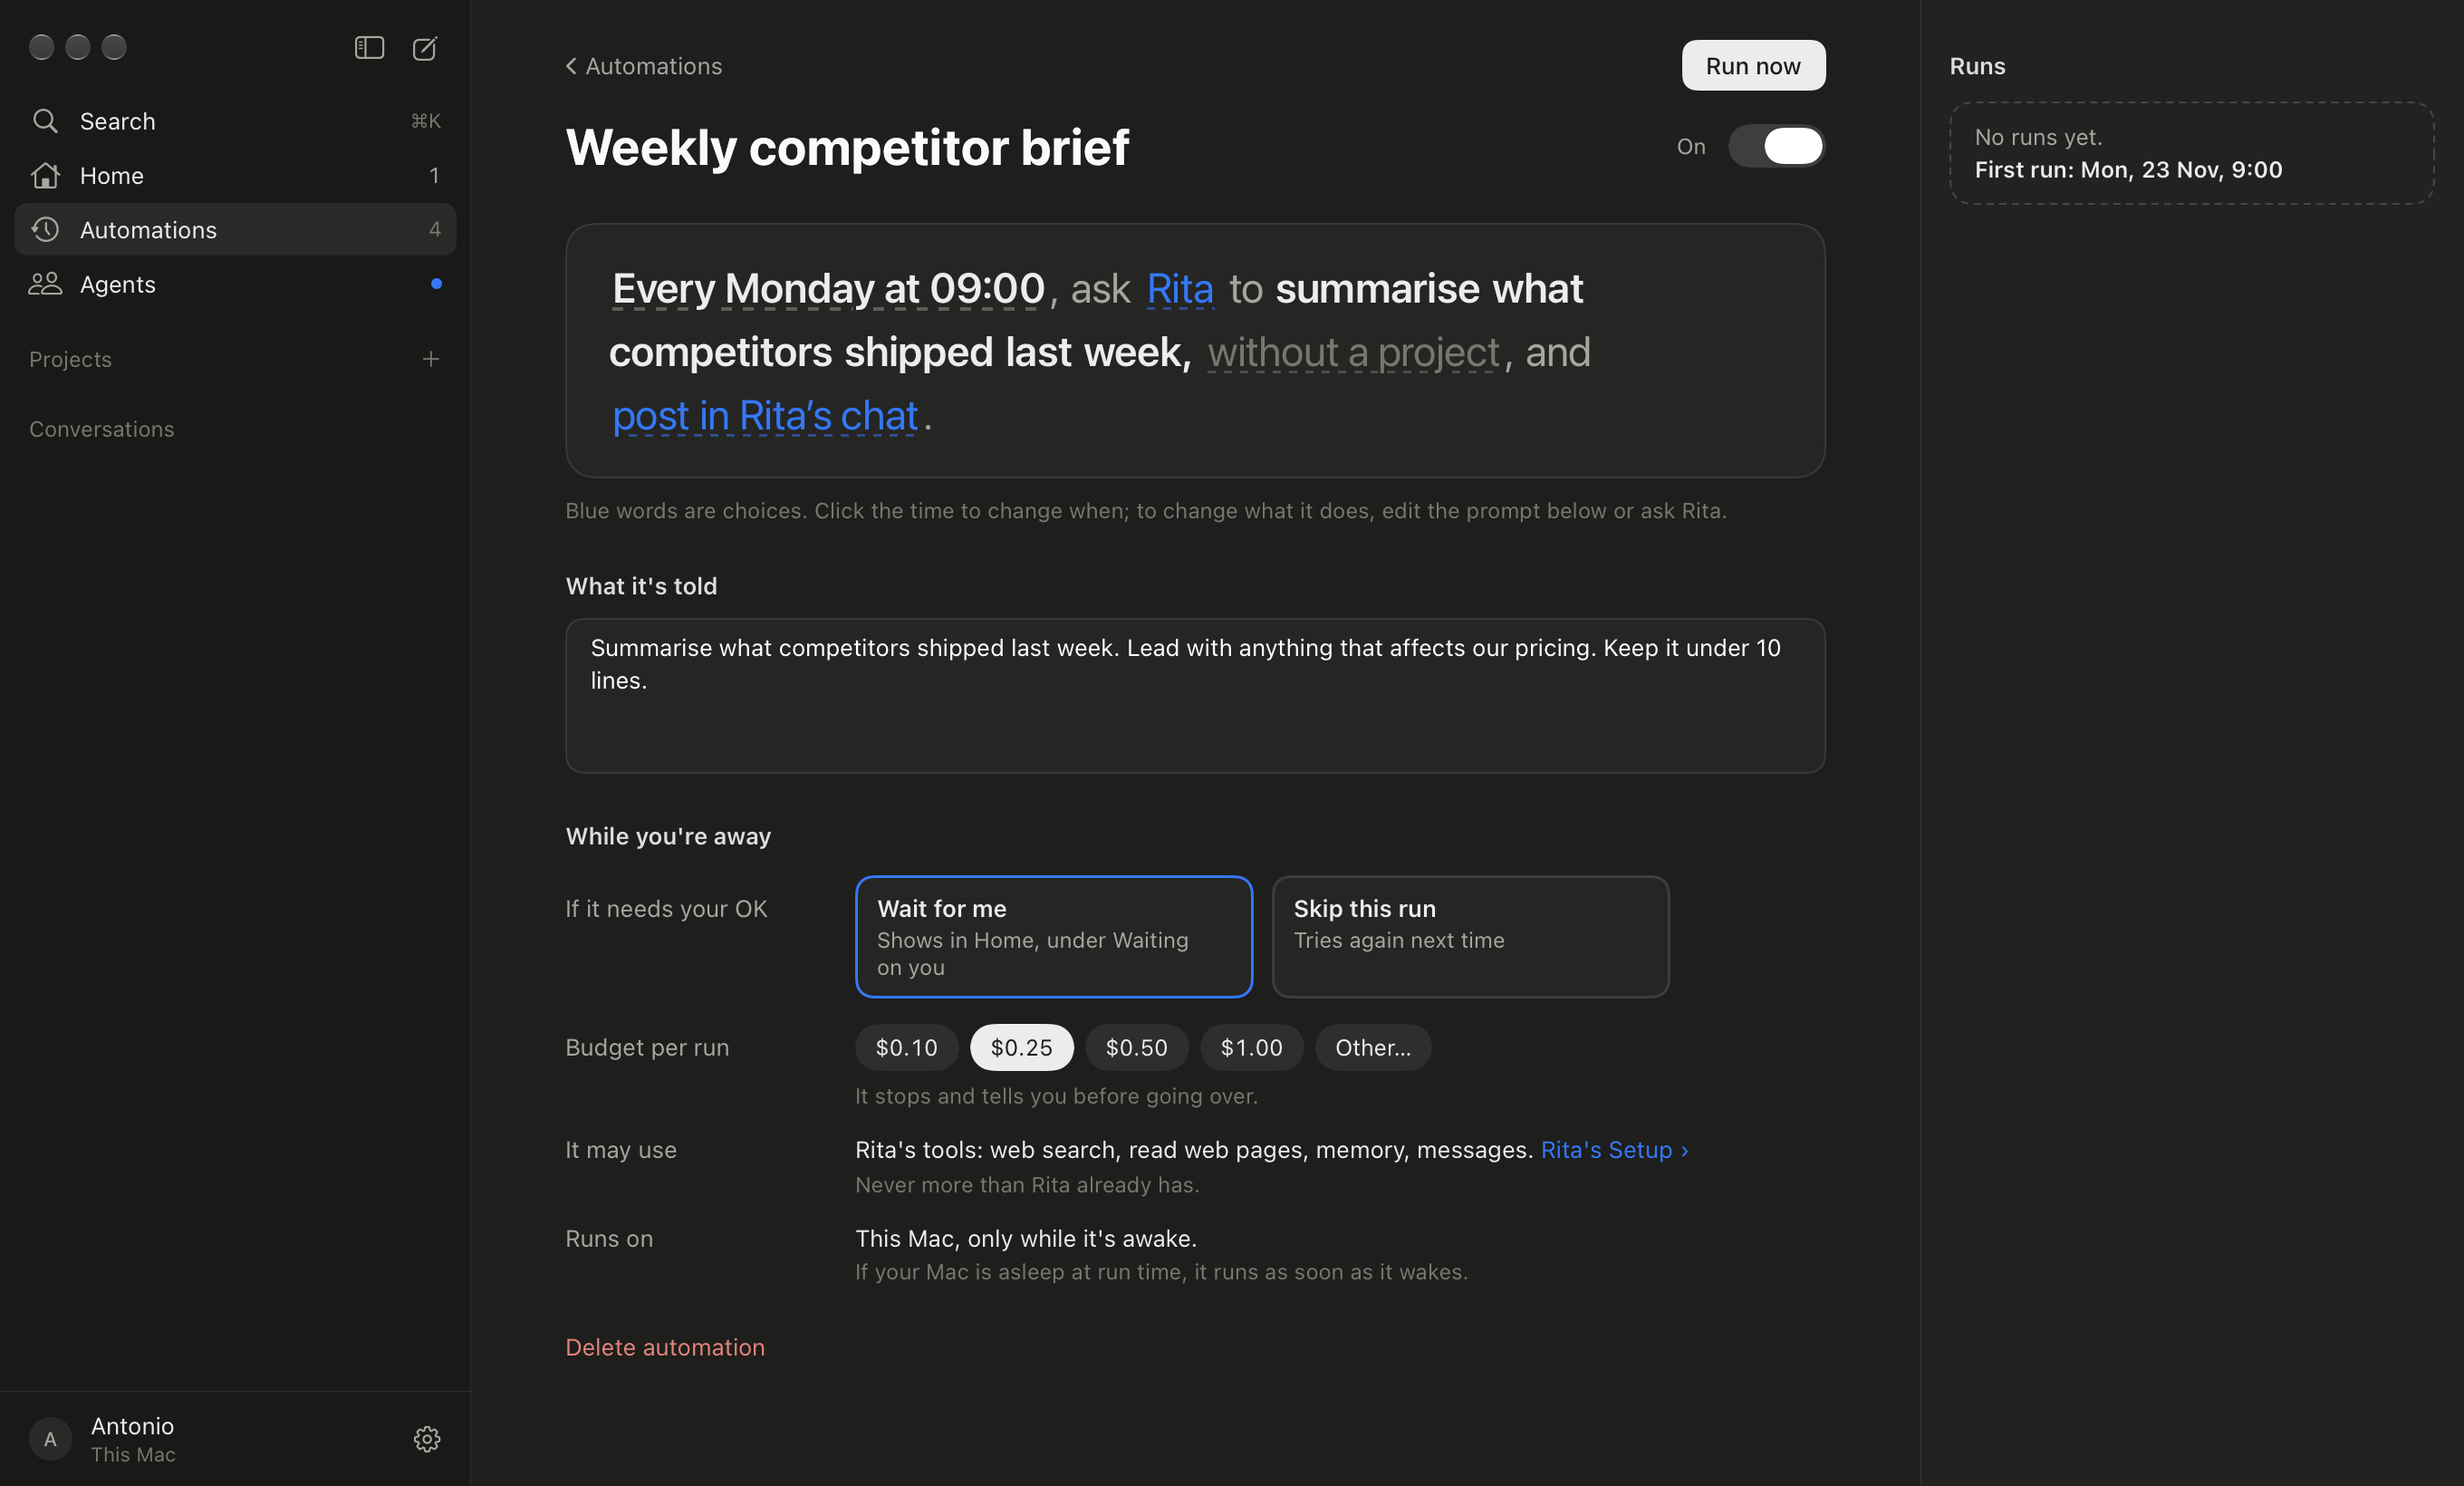 Search ⌘K
Home 1
Automations 4
Agents
Projects +
Conversations
A
Antonio
This Mac
Automations
Run now
Weekly competitor brief
On
Every Monday at 09:00, ask Rita to summarise what
competitors shipped last week, without a project, and
post in Rita’s chat.
Blue words are choices. Click the time to change when; to change what it does, edit the prompt below or ask Rita.
What it's told
Summarise what competitors shipped last week. Lead with anything that affects our pricing. Keep it under 10
lines.
While you're away
If it needs your OK
Wait for me
Shows in Home, under Waiting
on you
Skip this run
Tries again next time
Budget per run
$0.10 $0.25 $0.50 $1.00 Other...
It stops and tells you before going over.
It may use
Rita's tools: web search, read web pages, memory, messages. Rita's Setup ›
Never more than Rita already has.
Runs on
This Mac, only while it's awake.
If your Mac is asleep at run time, it runs as soon as it wakes.
Delete automation
Runs
No runs yet.
First run: Mon, 23 Nov, 9:00